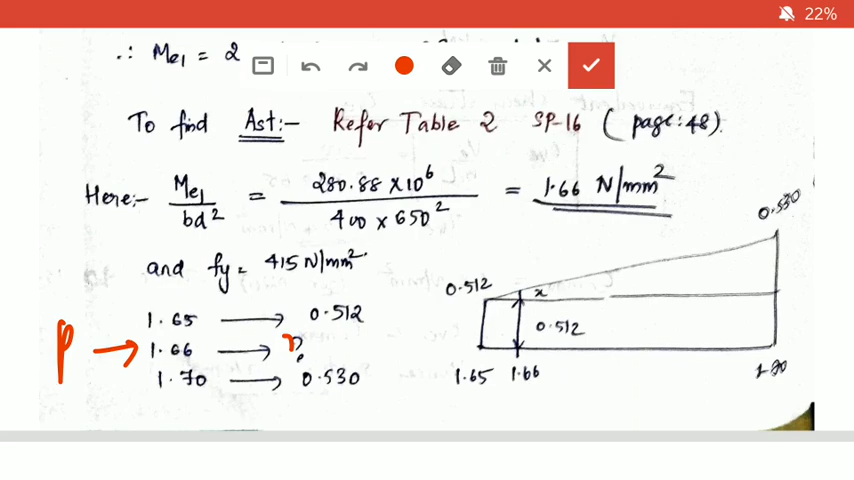 22%
∴ Me1 = 2
To find Ast:- Refer Table 2 SP-16 (page:48).
Here:- Me1/bd² = 280.88 × 10⁶ / 400 × 650² = 1.66 N/mm²
and fy = 415 N/mm²
1.65 → 0.512
P → 1.66 → ?
1.70 → 0.530
0.530
0.512
x
0.512
1.65 1.66 1.70